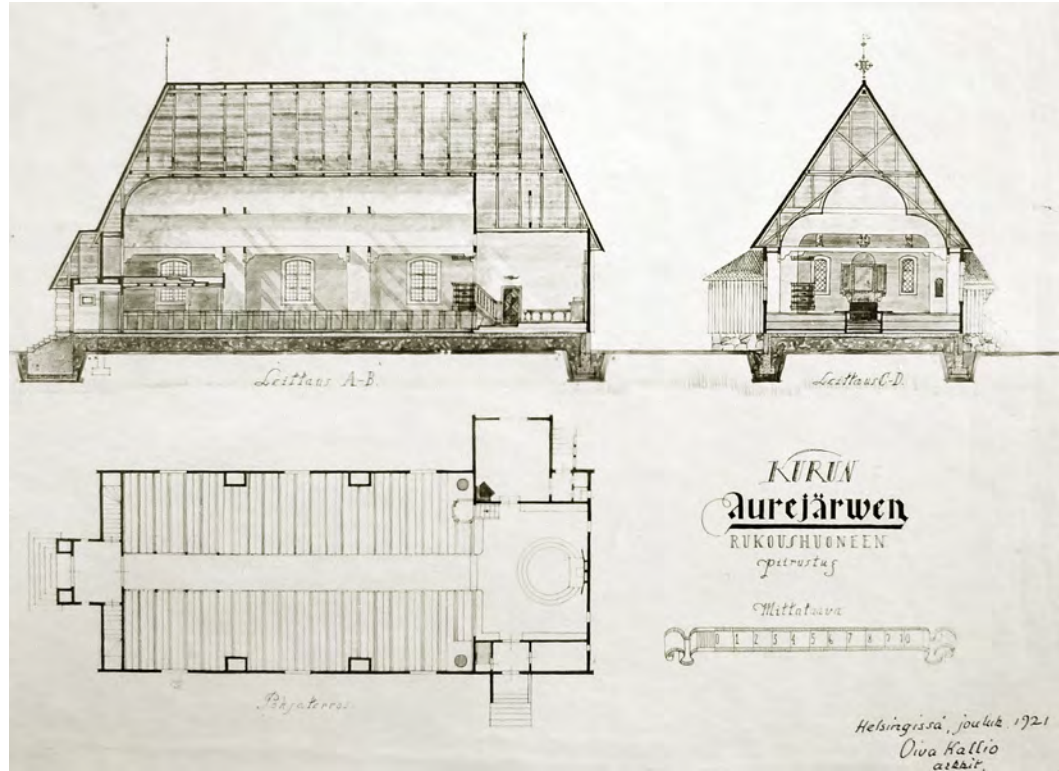 Leikkaus A-B.
Leikkaus C-D.
KURUN
Aurejärwen
RUKOUSHUONEEN
piirustus
Mittakaava
0 1 2 3 4 5 6 7 8 9 10
Pohjakerros.
Helsingissä, jouluk. 1921
Oiva Kallio
arkkit.